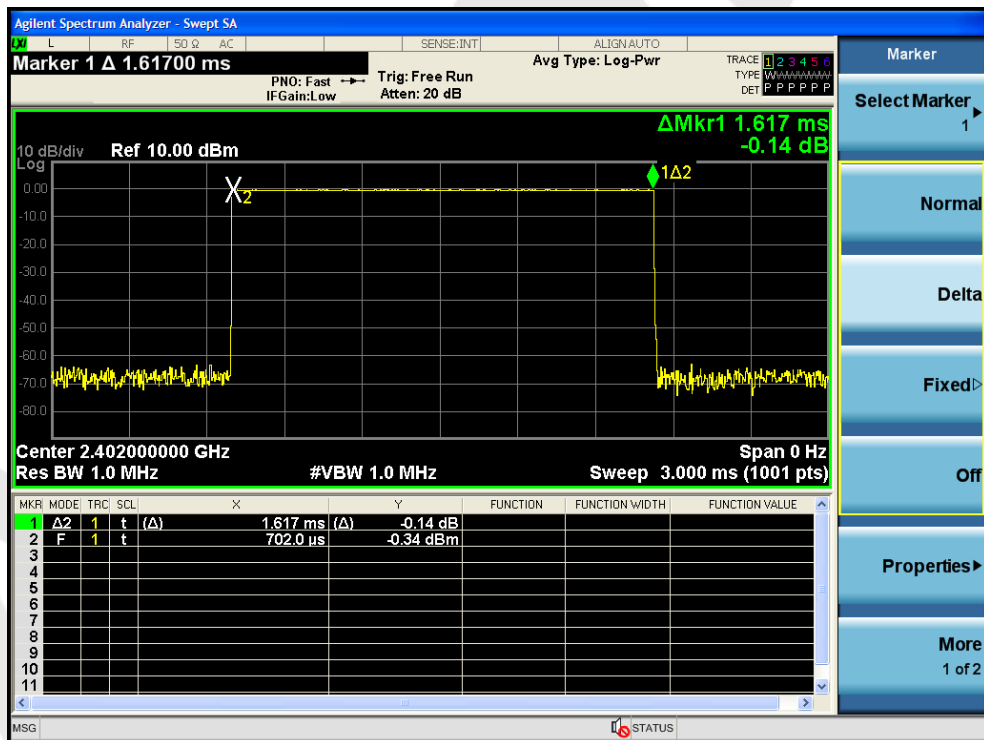 Agilent Spectrum Analyzer - Swept SA
LXI L RF 50 Ω AC SENSE:INT ALIGN AUTO
Marker 1 Δ 1.61700 ms
PNO: Fast
IFGain:Low
Trig: Free Run
Atten: 20 dB
Avg Type: Log-Pwr
TRACE 1 2 3 4 5 6
TYPE
DET P P P P P P
ΔMkr1 1.617 ms
-0.14 dB
10 dB/div Ref 10.00 dBm
Log
1Δ2
0.00
2
-10.0
-20.0
-30.0
-40.0
-50.0
-60.0
-70.0
-80.0
Center 2.402000000 GHz Span 0 Hz
Res BW 1.0 MHz #VBW 1.0 MHz Sweep 3.000 ms (1001 pts)
MKR MODE TRC SCL X Y FUNCTION FUNCTION WIDTH FUNCTION VALUE
1 Δ2 1 t (Δ) 1.617 ms (Δ) -0.14 dB
2 F 1 t 702.0 µs -0.34 dBm
3
4
5
6
7
8
9
10
11
MSG STATUS
Marker
Select Marker
1
Normal
Delta
Fixed
Off
Properties
More
1 of 2